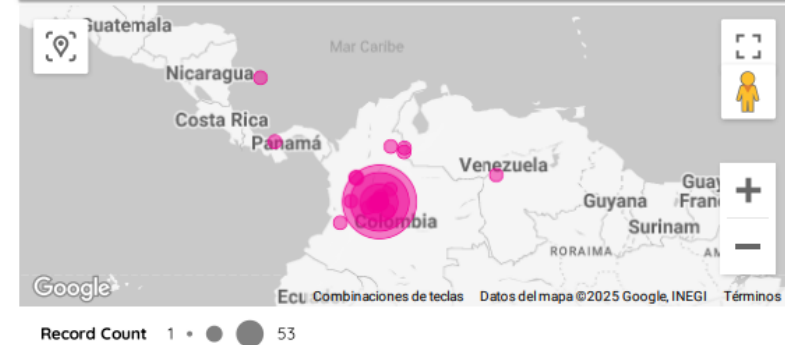 Guatemala
Mar Caribe
Nicaragua
Costa Rica
Panamá
Venezuela
Guyana
Surinam
Colombia
RORAIMA
Google
Combinaciones de teclas Datos del mapa ©2025 Google, INEGI Términos
Record Count 1 53